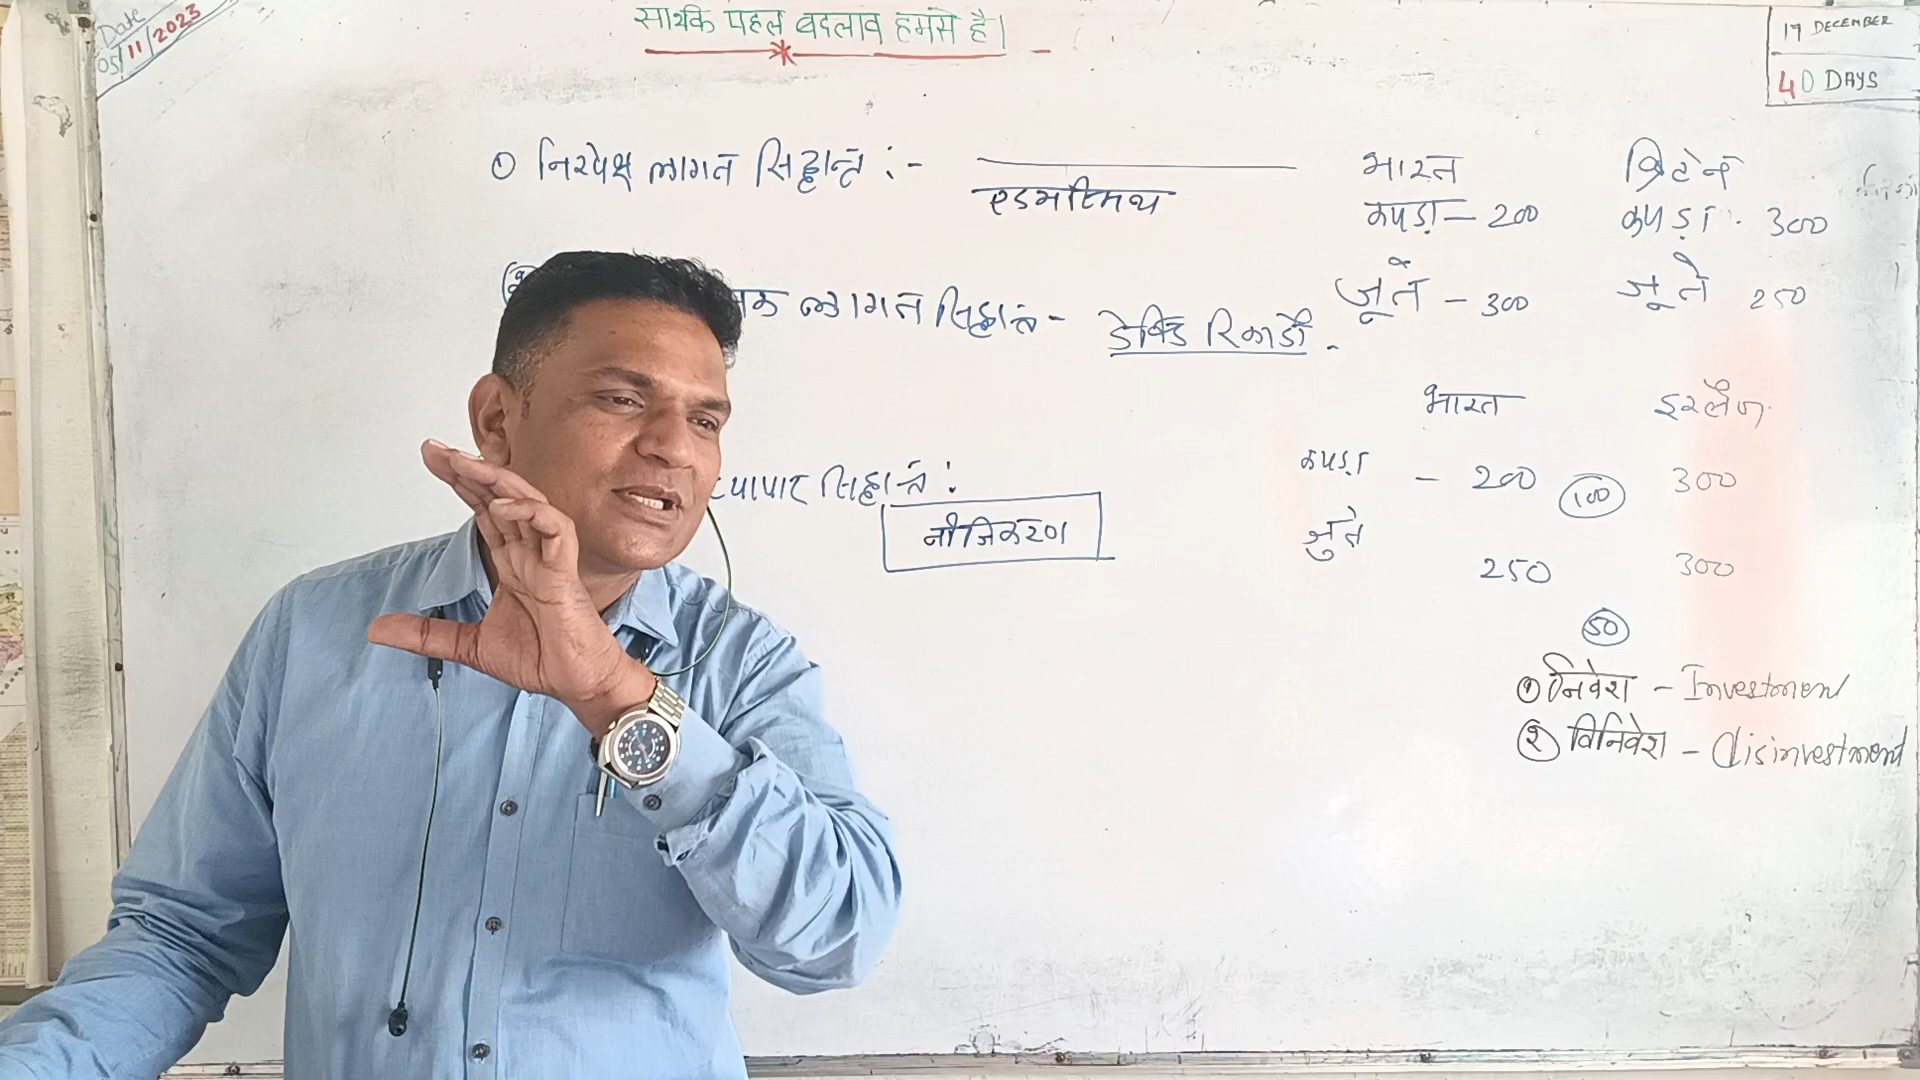 Date
05/11/2023
सार्थक पहल बदलाव हमसे है।
17 DECEMBER
40 DAYS
① निरपेक्ष लागत सिद्धान्त :-
एडमस्मिथ
भारत ब्रिटेन
कपड़ा - 200 कपड़ा . 300
जूते - 300 जूते 250
लागत सिद्धांत - डेविड रिकार्डो -
भारत इंग्लैण्ड
कपड़ा - 200 (100) 300
जुते 250 300
(50)
व्यापार सिद्धान्त :
नीजिकरण
① निवेश - Investment
② विनिवेश - disinvestment